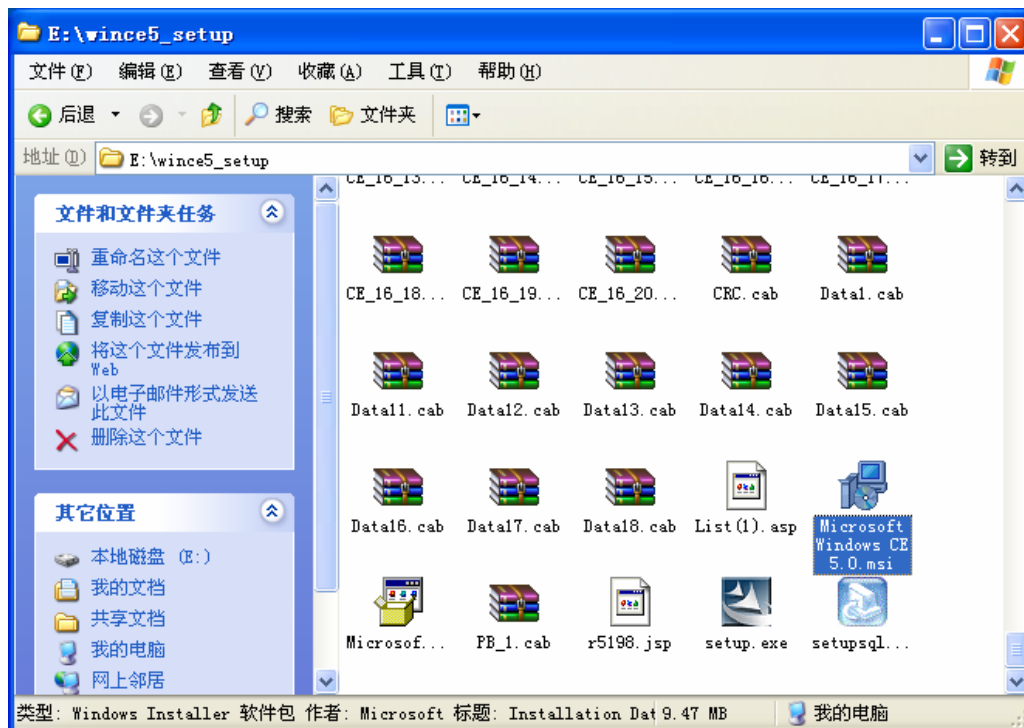 E:\wince5_setup
文件(F) 编辑(E) 查看(V) 收藏(A) 工具(T) 帮助(H)
后退 搜索 文件夹
地址(D) E:\wince5_setup 转到
文件和文件夹任务
重命名这个文件
移动这个文件
复制这个文件
将这个文件发布到
Web
以电子邮件形式发送
此文件
删除这个文件
其它位置
本地磁盘 (E:)
我的文档
共享文档
我的电脑
网上邻居
CE_16_13... CE_16_14... CE_16_15... CE_16_16... CE_16_17...
CE_16_18... CE_16_19... CE_16_20... CRC.cab Data1.cab
Data11.cab Data12.cab Data13.cab Data14.cab Data15.cab
Data16.cab Data17.cab Data18.cab List(1).asp Microsoft
Windows CE
5.0.msi
Microsof... PB_1.cab r5198.jsp setup.exe setupsql...
类型: Windows Installer 软件包 作者: Microsoft 标题: Installation Dat 9.47 MB 我的电脑